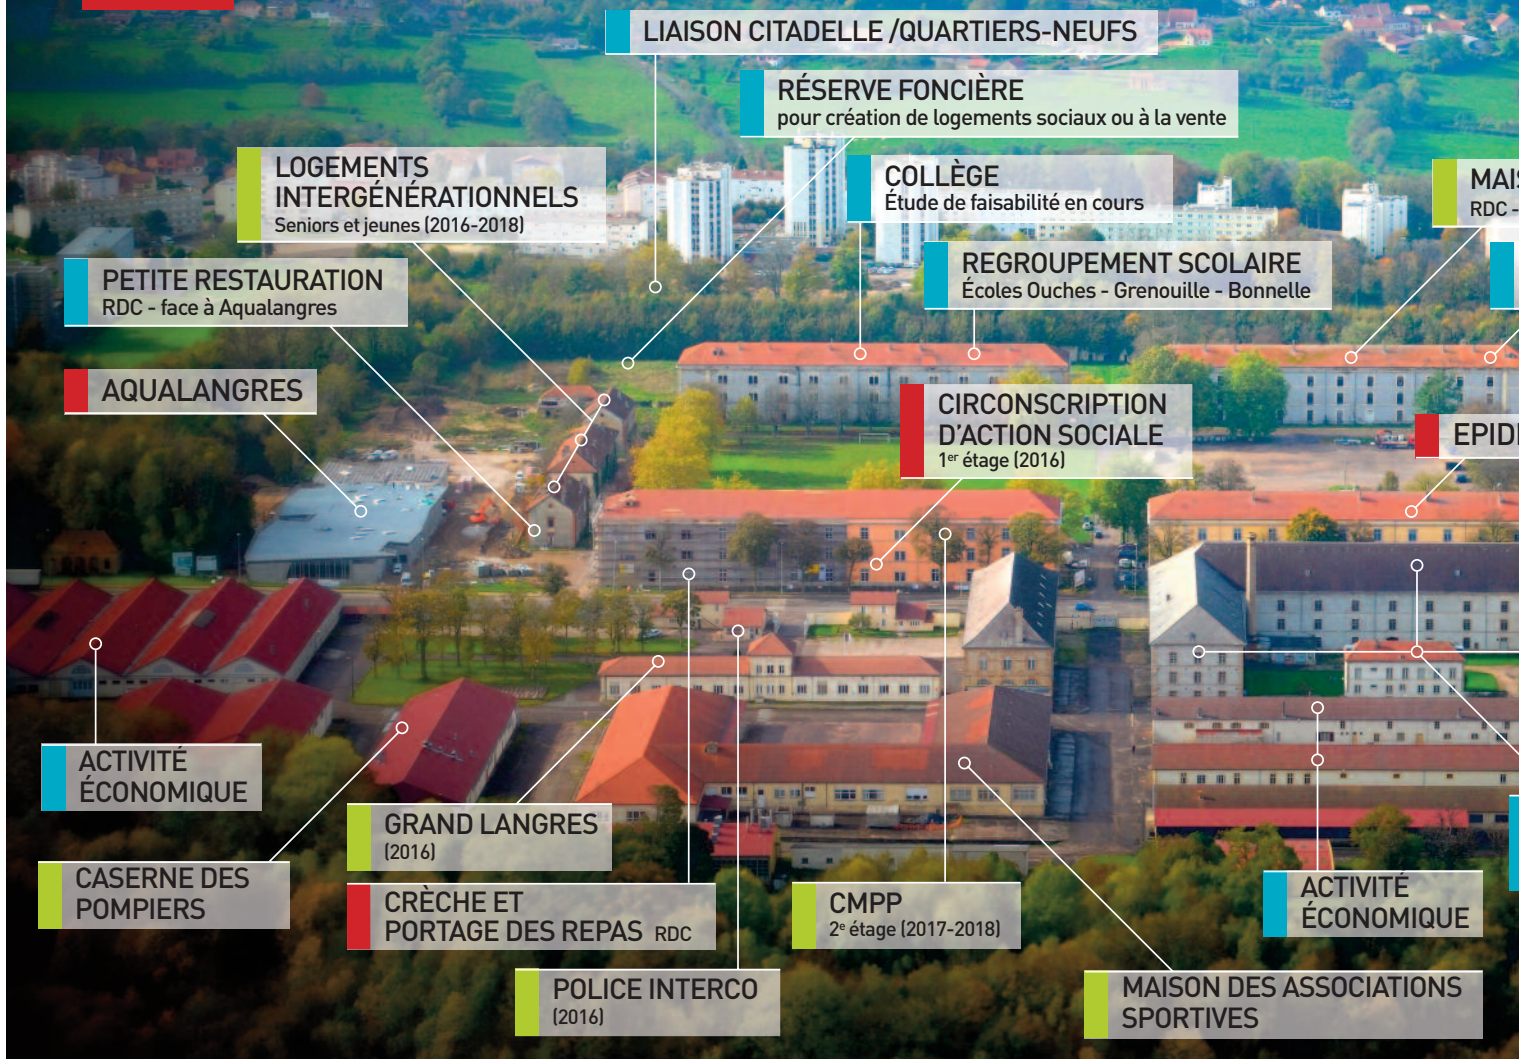 LIAISON CITADELLE /QUARTIERS-NEUFS
RÉSERVE FONCIÈRE
pour création de logements sociaux ou à la vente
LOGEMENTS
INTERGÉNÉRATIONNELS
Seniors et jeunes (2016-2018)
COLLÈGE
Étude de faisabilité en cours
RDC -
PETITE RESTAURATION
RDC - face à Aqualangres
REGROUPEMENT SCOLAIRE
Écoles Ouches - Grenouille - Bonnelle
AQUALANGRES
CIRCONSCRIPTION
D'ACTION SOCIALE
1er étage (2016)
ACTIVITÉ
ÉCONOMIQUE
GRAND LANGRES
(2016)
CASERNE DES
POMPIERS
CRÈCHE ET
PORTAGE DES REPAS RDC
CMPP
2e étage (2017-2018)
ACTIVITÉ
ÉCONOMIQUE
POLICE INTERCO
(2016)
MAISON DES ASSOCIATIONS
SPORTIVES